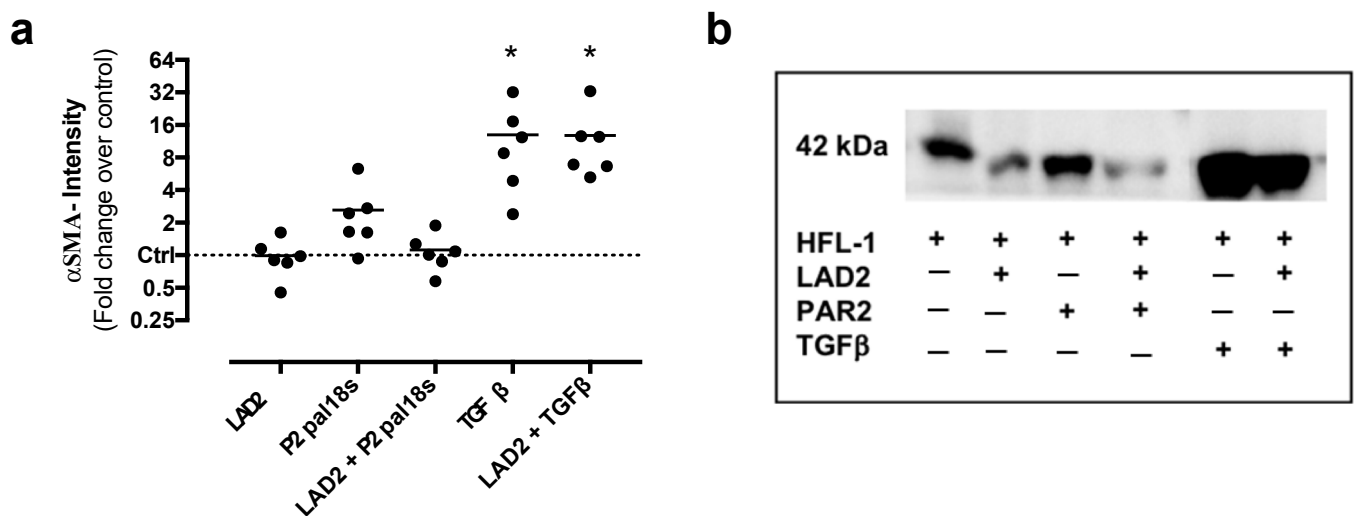 a
αSMA- Intensity
(Fold change over control)
64
32
16
8
4
2
Ctrl
0.5
0.25
* *
LAD2
P2 pal18s
LAD2 + P2 pal18s
TGF β
LAD2 + TGFβ
b
42 kDa
HFL-1 + + + + + +
LAD2 — + — + — +
PAR2 — — + + — —
TGFβ — — — — + +